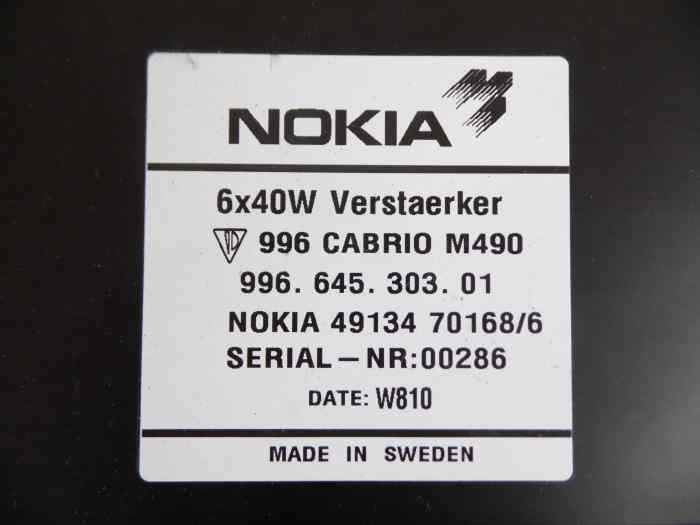 NOKIA
6x40W Verstaerker
996 CABRIO M490
996. 645. 303. 01
NOKIA 49134 70168/6
SERIAL–NR:00286
DATE: W810
MADE IN SWEDEN